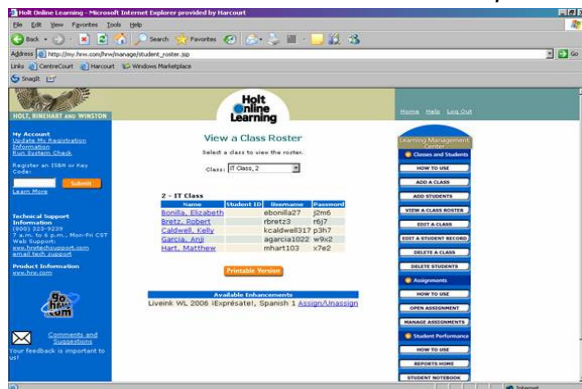 Holt Online Learning - Microsoft Internet Explorer provided by Harcourt
File Edit View Favorites Tools Help
Back Search Favorites
Address http://my.hrw.com/hrw/manage/student_roster.jsp Go
Links CentreCourt Harcourt Windows Marketplace
SnagIt
HOLT, RINEHART AND WINSTON
Holt
Online
Learning
Home Help Log Out
My Account
Update My Registration
Information
Run System Check
Register an ISBN or Key
Code:
Submit
Learn More
Technical Support
Information
(800) 323-9239
7 a.m. to 6 p.m., Mon-Fri CST
Web Support:
www.hrwtechsupport.com
email tech support
Product Information
www.hrw.com
go
hrw
.com
Comments and
Suggestions
Your feedback is important to
us!
View a Class Roster
Select a class to view the roster.
Class: IT Class, 2
2 - IT Class
Name Student ID Username Password
Bonilla, Elizabeth ebonilla27 j2m6
Bretz, Robert rbretz3 r6j7
Caldwell, Kelly kcaldwell317 p3h7
Garcia, Anji agarcia1022 w9x2
Hart, Matthew mhart103 x7e2
Printable Version
Available Enhancements
Liveink WL 2006 ¡Exprésate!, Spanish 1 Assign/Unassign
Learning Management
Center
Classes and Students
HOW TO USE
ADD A CLASS
ADD STUDENTS
VIEW A CLASS ROSTER
EDIT A CLASS
EDIT A STUDENT RECORD
DELETE A CLASS
DELETE STUDENTS
Assignments
HOW TO USE
OPEN ASSIGNMENT
MANAGE ASSIGNMENTS
Student Performance
HOW TO USE
REPORTS HOME
STUDENT NOTEBOOK
Internet